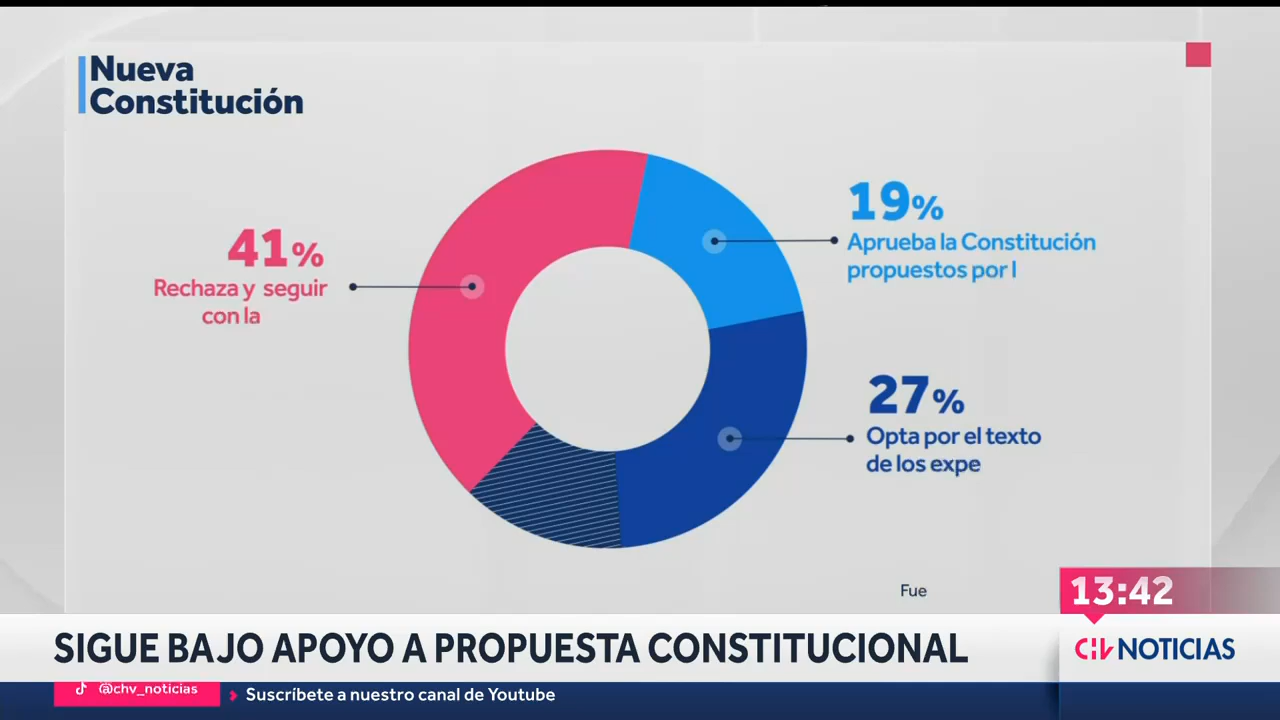 Nueva
Constitución
41%
Rechaza y seguir
con la
19%
Aprueba la Constitución
propuestos por l
27%
Opta por el texto
de los expe
Fue
13:42
SIGUE BAJO APOYO A PROPUESTA CONSTITUCIONAL
CHV NOTICIAS
@chv_noticias
Suscríbete a nuestro canal de Youtube